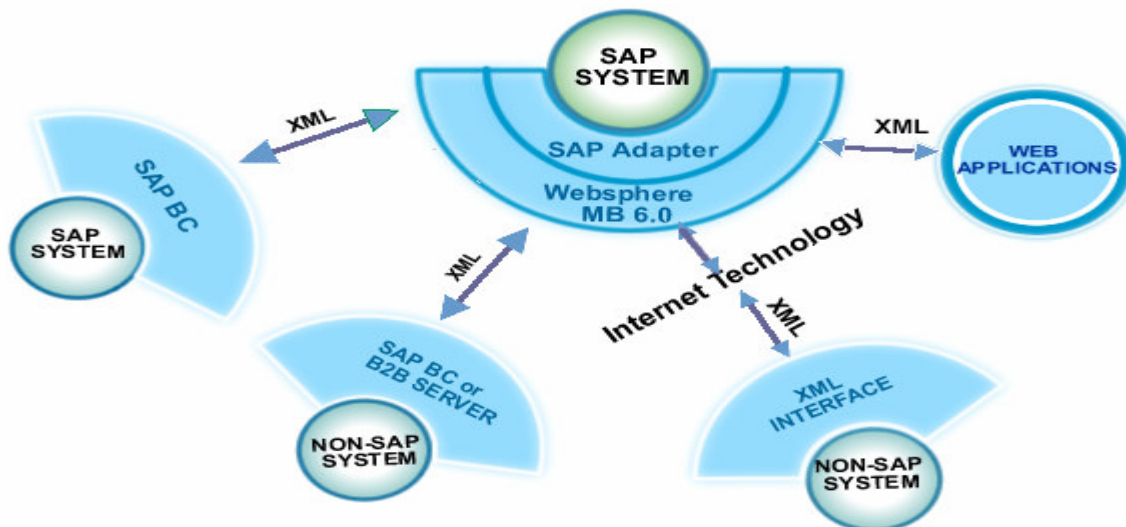 SAP
SYSTEM
SAP Adapter
Websphere
MB 6.0
XML
XML
WEB
APPLICATIONS
SAP BC
SAP
SYSTEM
XML
Internet Technology
XML
SAP BC or
B2B SERVER
NON-SAP
SYSTEM
XML
INTERFACE
NON-SAP
SYSTEM